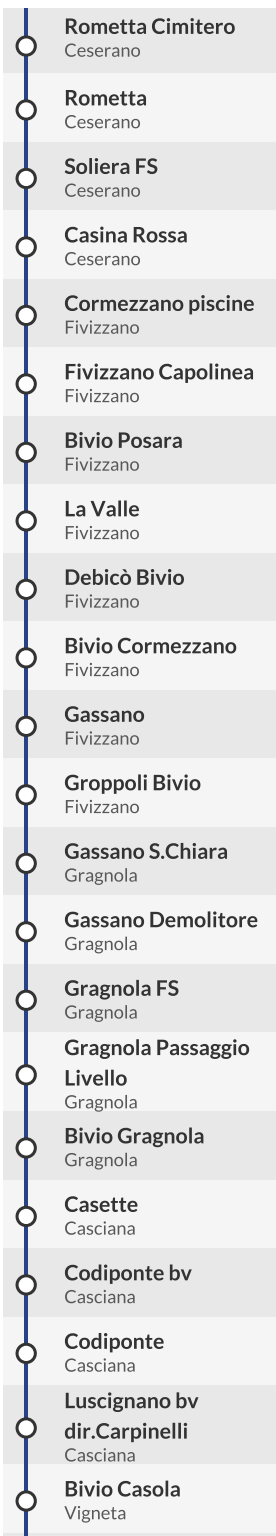 Rometta Cimitero
Ceserano
Rometta
Ceserano
Soliera FS
Ceserano
Casina Rossa
Ceserano
Cormezzano piscine
Fivizzano
Fivizzano Capolinea
Fivizzano
Bivio Posara
Fivizzano
La Valle
Fivizzano
Debicò Bivio
Fivizzano
Bivio Cormezzano
Fivizzano
Gassano
Fivizzano
Groppoli Bivio
Fivizzano
Gassano S.Chiara
Gragnola
Gassano Demolitore
Gragnola
Gragnola FS
Gragnola
Gragnola Passaggio
Livello
Gragnola
Bivio Gragnola
Gragnola
Casette
Casciana
Codiponte bv
Casciana
Codiponte
Casciana
Luscignano bv
dir.Carpinelli
Casciana
Bivio Casola
Vigneta